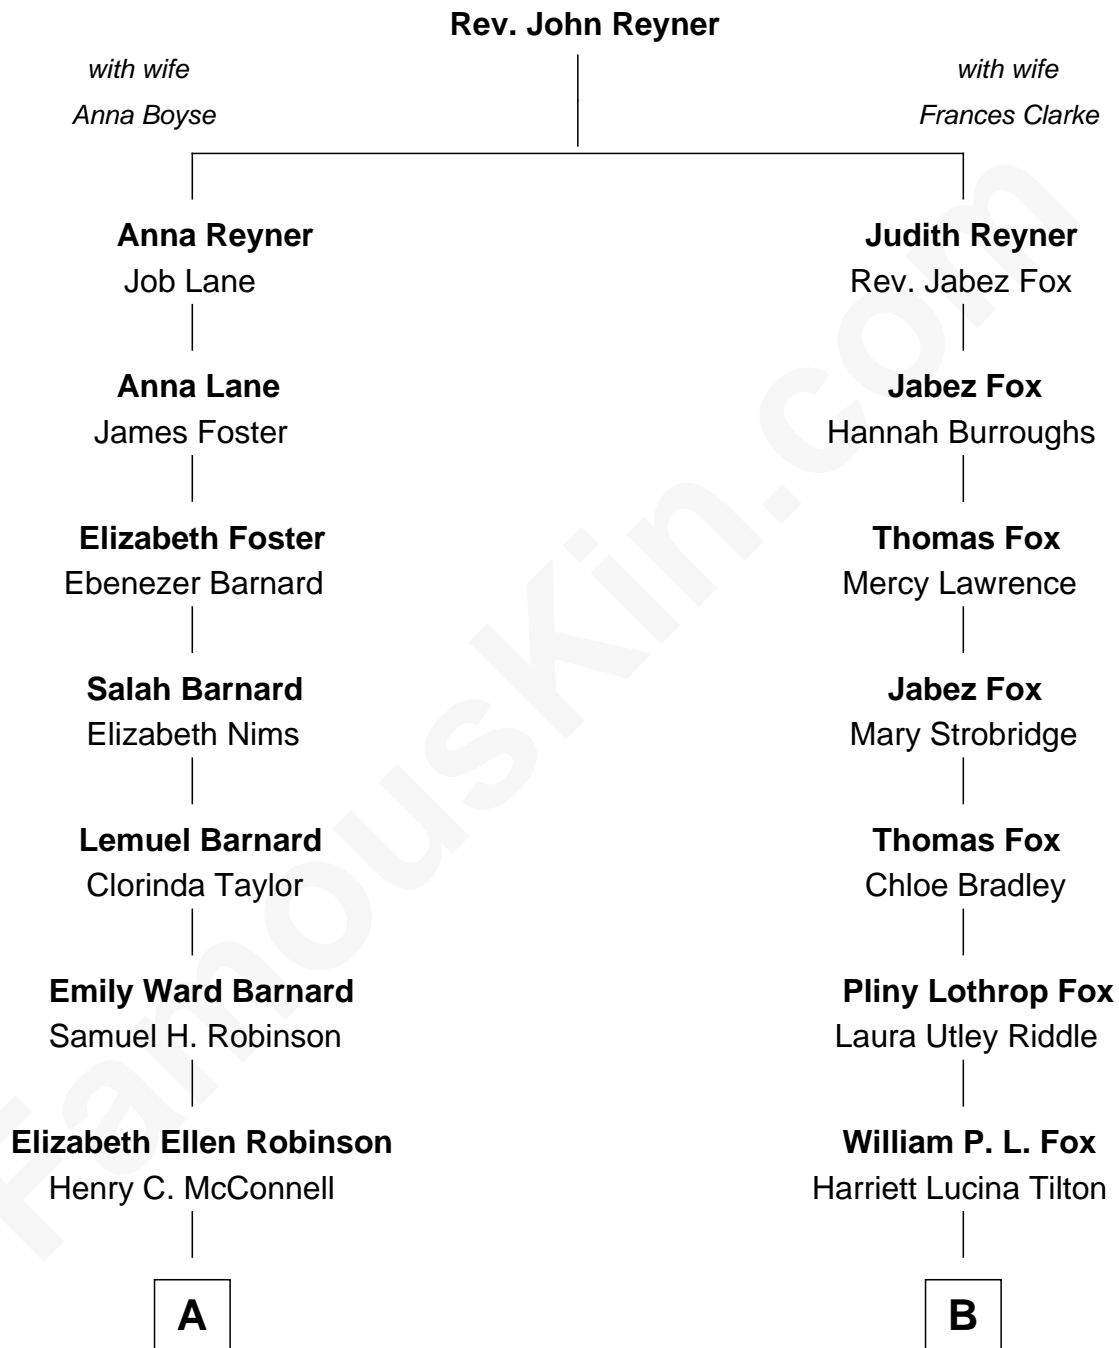 Rev. John Reyner
with wife
Anna Boyse
with wife
Frances Clarke
Anna Reyner
Job Lane
Judith Reyner
Rev. Jabez Fox
Anna Lane
James Foster
Jabez Fox
Hannah Burroughs
Elizabeth Foster
Ebenezer Barnard
Thomas Fox
Mercy Lawrence
Salah Barnard
Elizabeth Nims
Jabez Fox
Mary Strobridge
Lemuel Barnard
Clorinda Taylor
Thomas Fox
Chloe Bradley
Emily Ward Barnard
Samuel H. Robinson
Pliny Lothrop Fox
Laura Utley Riddle
Elizabeth Ellen Robinson
Henry C. McConnell
William P. L. Fox
Harriett Lucina Tilton
A
B
FamousKin.com